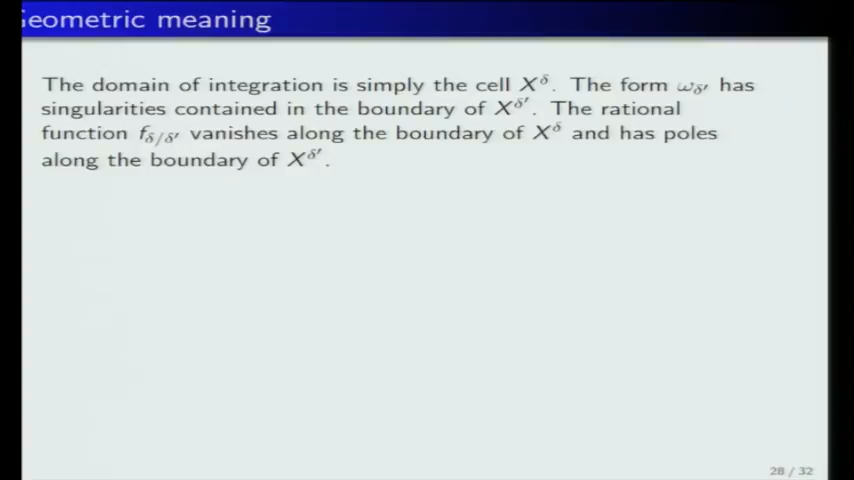 Geometric meaning
The domain of integration is simply the cell X^δ. The form ω_δ′ has
singularities contained in the boundary of X^δ′. The rational
function f_δ/δ′ vanishes along the boundary of X^δ and has poles
along the boundary of X^δ′.
28 / 32